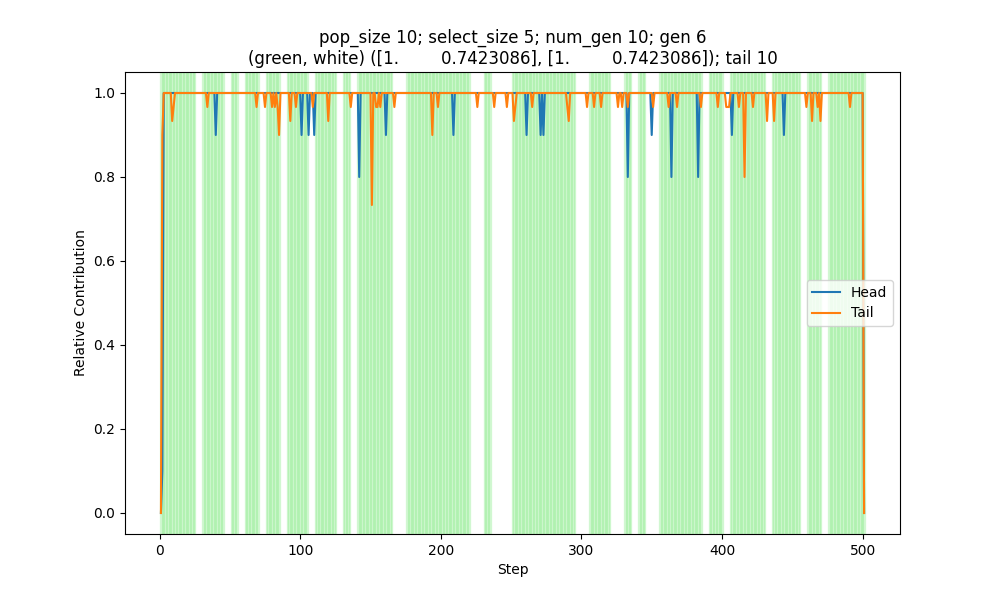 pop_size 10; select_size 5; num_gen 10; gen 6
(green, white) ([1.        0.7423086], [1.        0.7423086]); tail 10
1.0
0.8
0.6
0.4
0.2
0.0
Relative Contribution
Head
Tail
0
100
200
300
400
500
Step